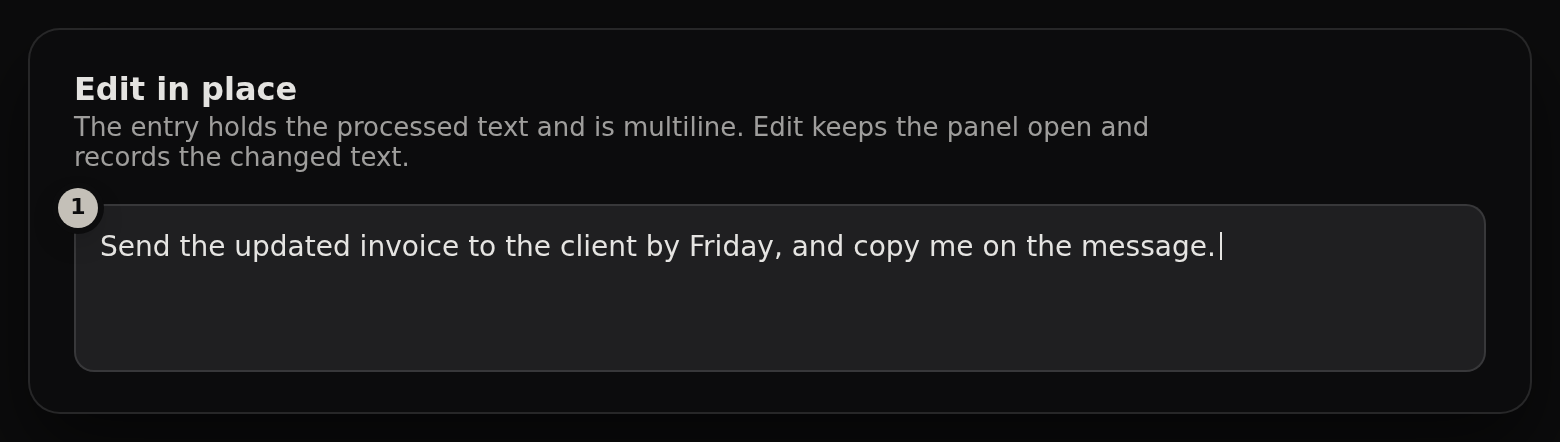 Edit in place
The entry holds the processed text and is multiline. Edit keeps the panel open and
records the changed text.
1
Send the updated invoice to the client by Friday, and copy me on the message.